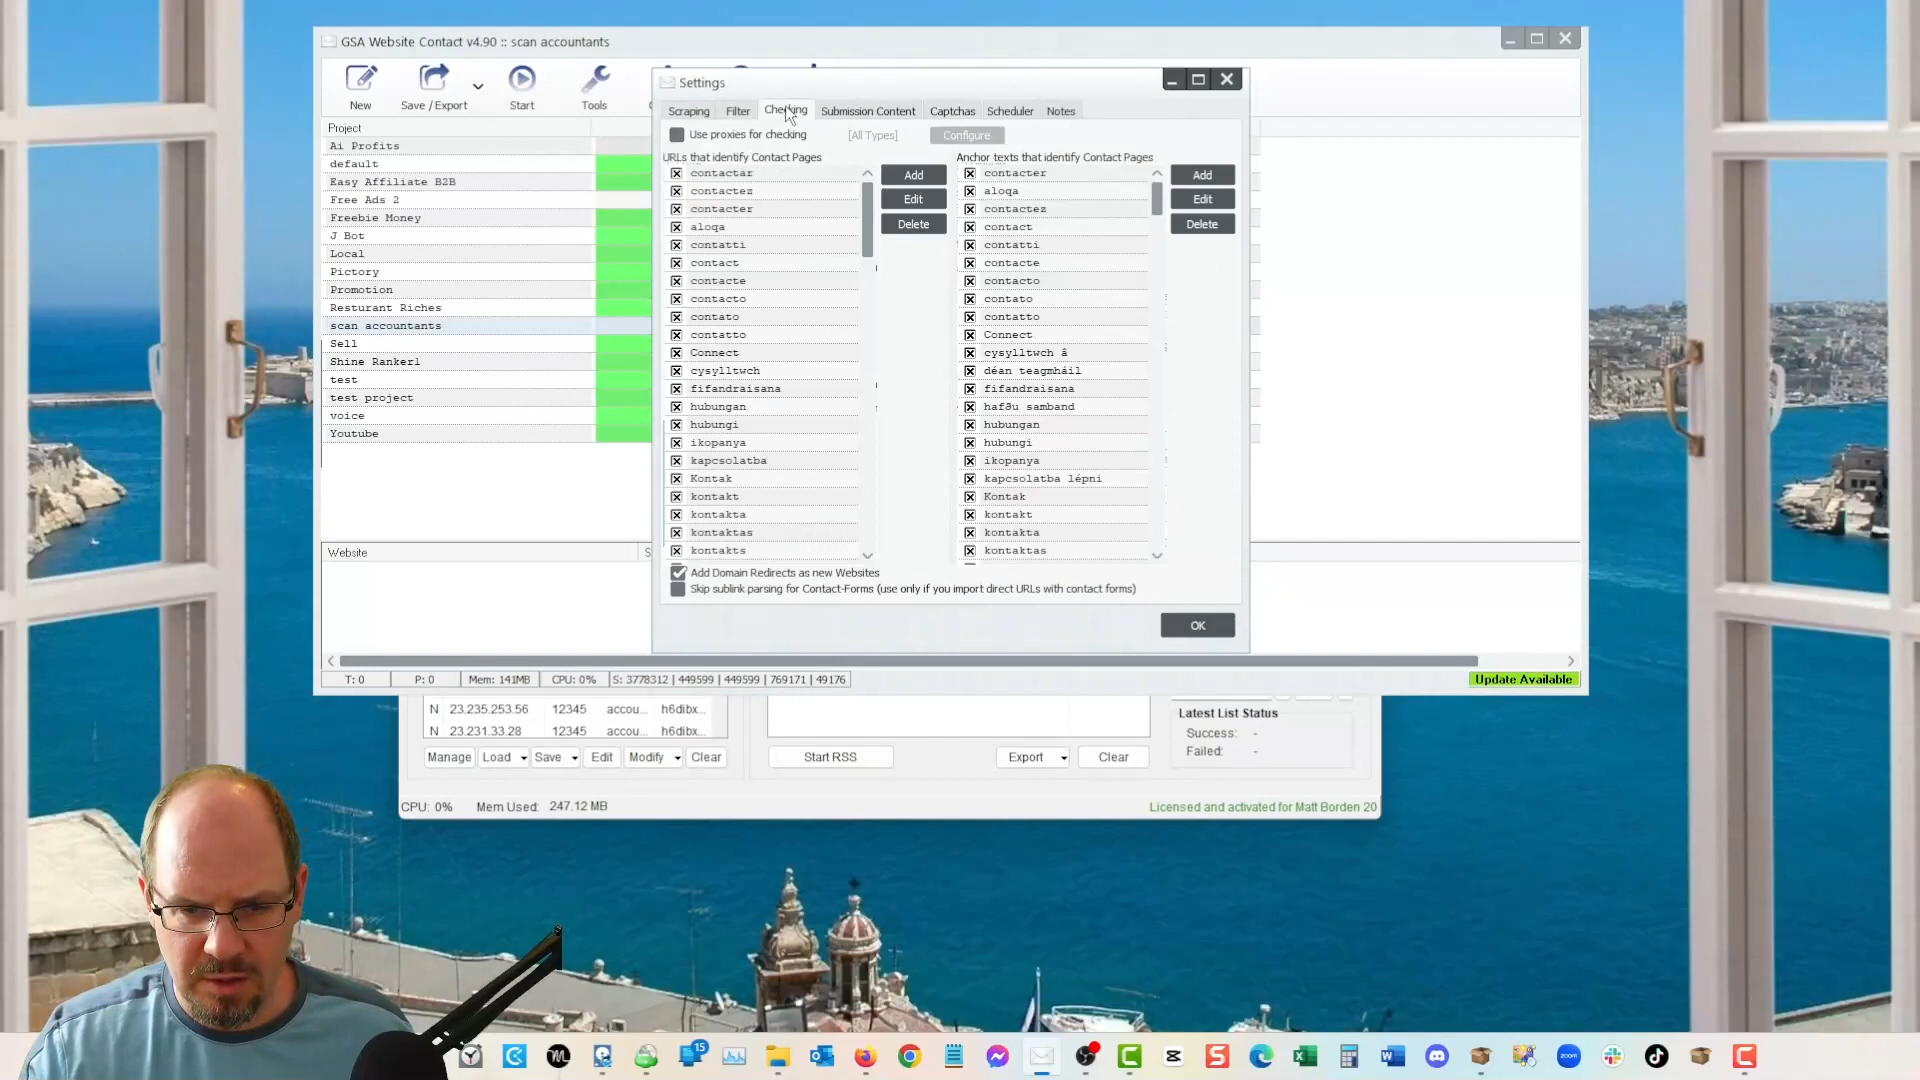 GSA Website Contact v4.90 :: scan accountants
New
Save / Export
Start
Tools
Settings
Scraping
Filter
Checking
Submission Content
Captchas
Scheduler
Notes
Use proxies for checking
[All Types]
Configure
Project
Ai Profits
default
Easy Affiliate B2B
Free Ads 2
Freebie Money
J Bot
Local
Pictory
Promotion
Resturant Riches
scan accountants
Sell
Shine Ranker1
test
test project
voice
Youtube
URLs that identify Contact Pages
contactar
contactez
contacter
aloqa
contatti
contact
contacte
contacto
contato
contatto
Connect
cysylltwch
fifandraisana
hubungan
hubungi
ikopanya
kapcsolatba
Kontak
kontakt
kontakta
kontaktas
kontakts
Add
Edit
Delete
Anchor texts that identify Contact Pages
contacter
aloqa
contactez
contact
contatti
contacte
contacto
contato
contatto
Connect
cysylltwch â
déan teagmháil
fifandraisana
hafðu samband
hubungan
hubungi
ikopanya
kapcsolatba lépni
Kontak
kontakt
kontakta
kontaktas
Add
Edit
Delete
Add Domain Redirects as new Websites
Skip sublink parsing for Contact-Forms (use only if you import direct URLs with contact forms)
OK
Website
S
T: 0
P: 0
Mem: 141MB
CPU: 0%
S: 3778312 | 449599 | 449599 | 769171 | 49176
Update Available
N 23.235.253.56 12345 accou... h6dibx...
N 23.231.33.28 12345 accou... h6dibx...
Manage
Load
Save
Edit
Modify
Clear
Start RSS
Export
Clear
Latest List Status
Success: -
Failed: -
CPU: 0%
Mem Used: 247.12 MB
Licensed and activated for Matt Borden 20
15
zoom